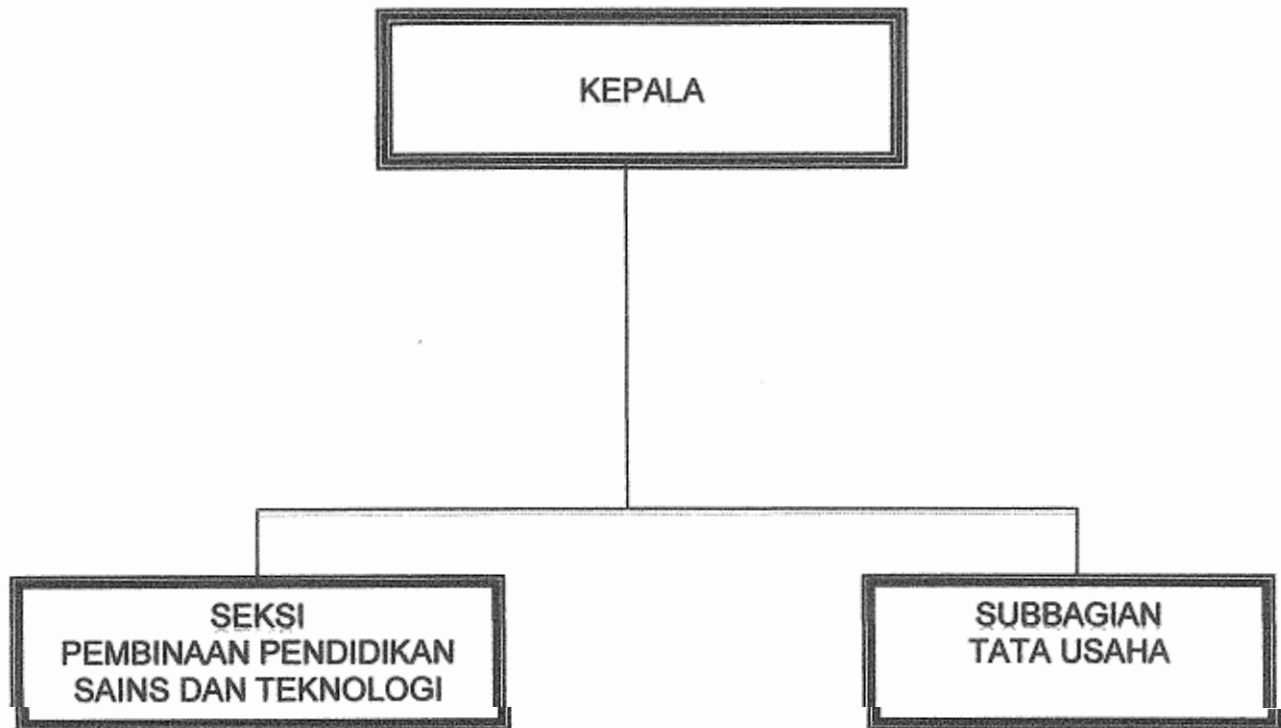 KEPALA
SEKSI
PEMBINAAN PENDIDIKAN
SAINS DAN TEKNOLOGI
SUBBAGIAN
TATA USAHA